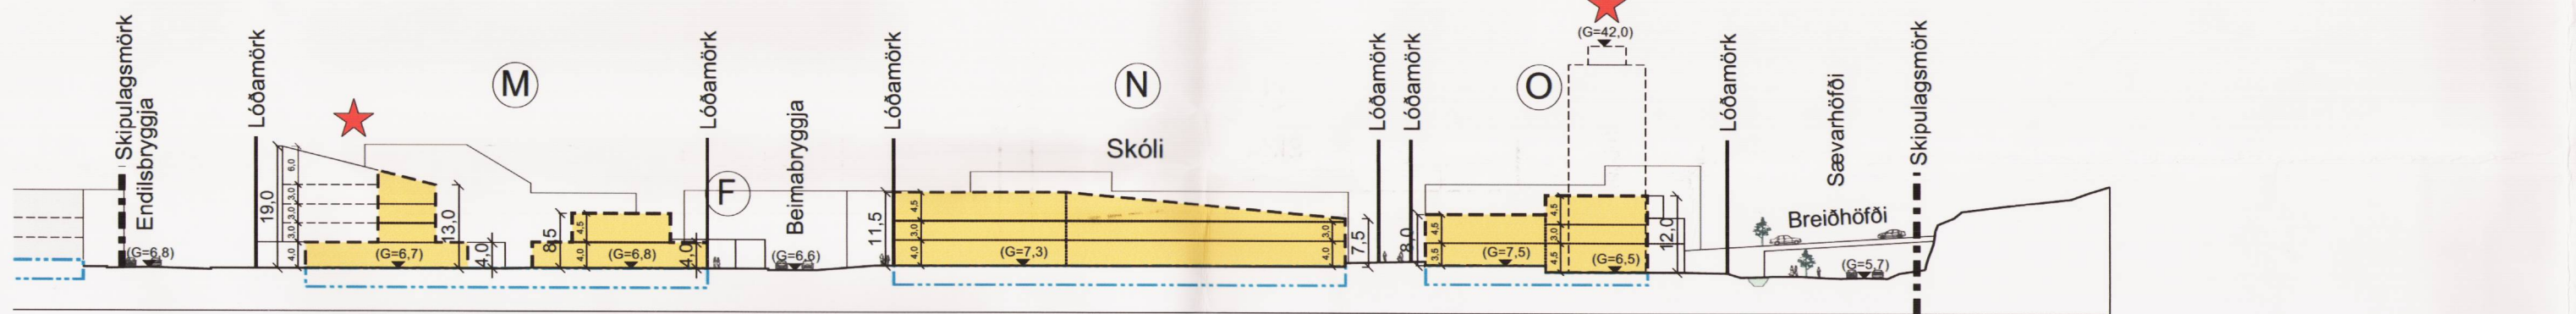 Skipulagsmörk
Endilsbryggja
(G=6,8)
Lóðamörk
19,0
6,0
3,0
3,0
3,0
4,0
M
(G=6,7)
13,0
4,0
8,5
4,5
4,0
(G=6,8)
4,0
Lóðamörk
F
Beimabryggja
(G=6,6)
Lóðamörk
11,5
4,5
3,0
4,0
N
Skóli
(G=7,3)
3,0
4,0
7,5
Lóðamörk
Lóðamörk
8,0
4,5
3,5
(G=7,5)
O
(G=42,0)
4,5
3,0
4,5
(G=6,5)
12,0
Lóðamörk
Sævarhöfði
Breiðhöfði
(G=5,7)
Skipulagsmörk